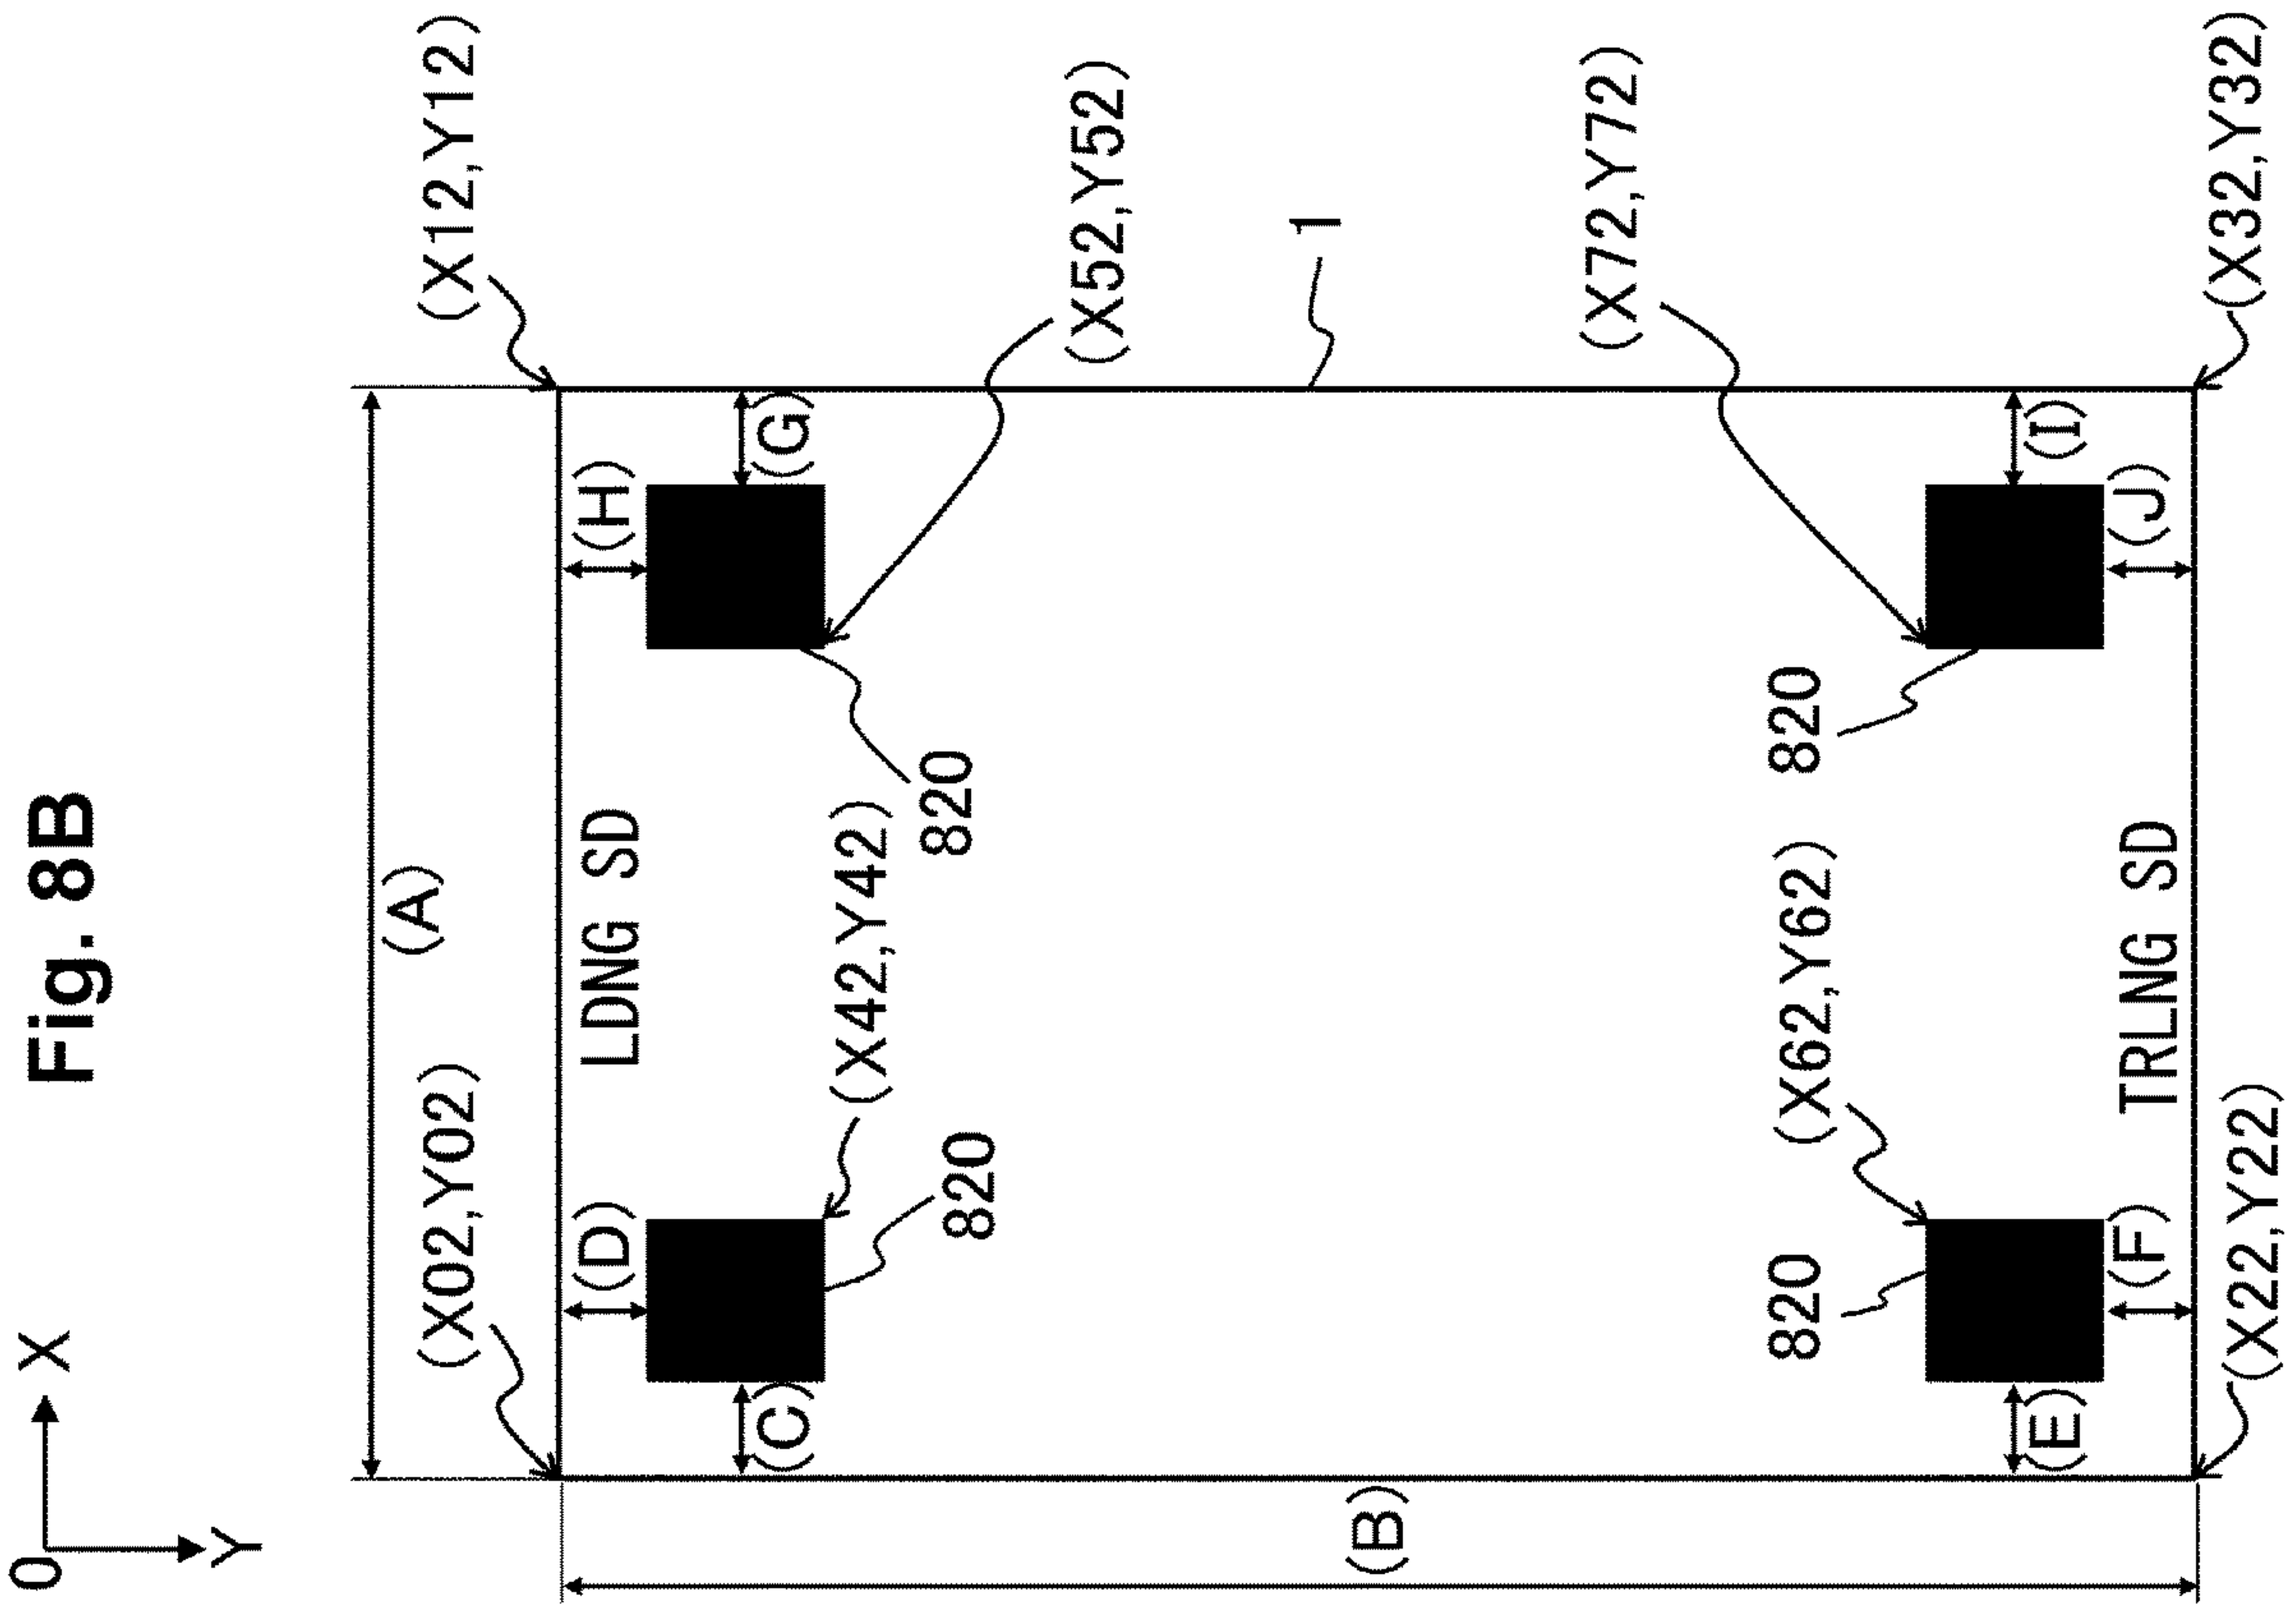 Fig. 8B
0
X
Y
(A)
(X02,Y02)
(X12,Y12)
LDNG SD
(D)
(H)
(C)
(G)
(X42,Y42)
(X52,Y52)
820
820
(B)
1
(X62,Y62)
(X72,Y72)
820
820
(E)
(I)
(F)
(J)
TRLNG SD
(X22,Y22)
(X32,Y32)